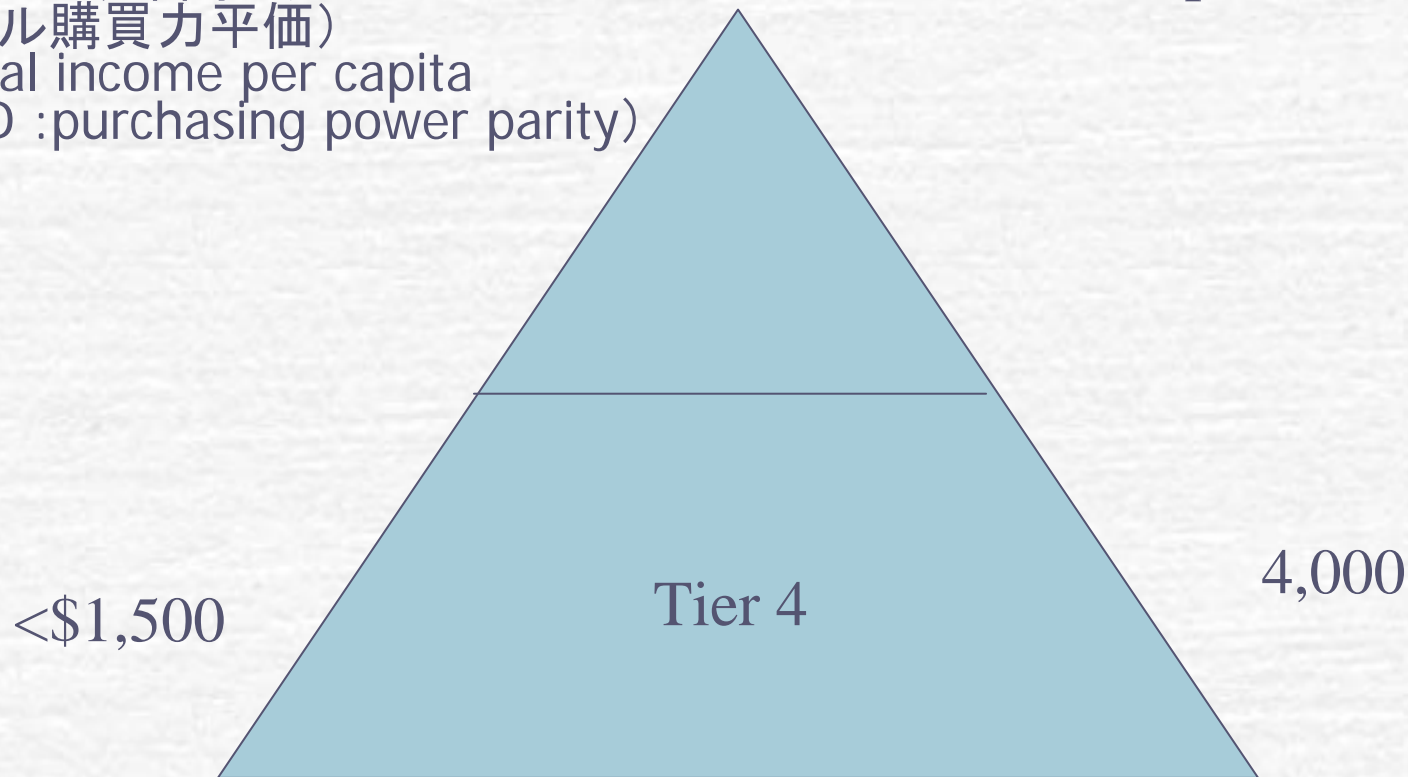 ル購買力平価）
al income per capita
D :purchasing power parity）
4,000
Tier 4
<$1,500